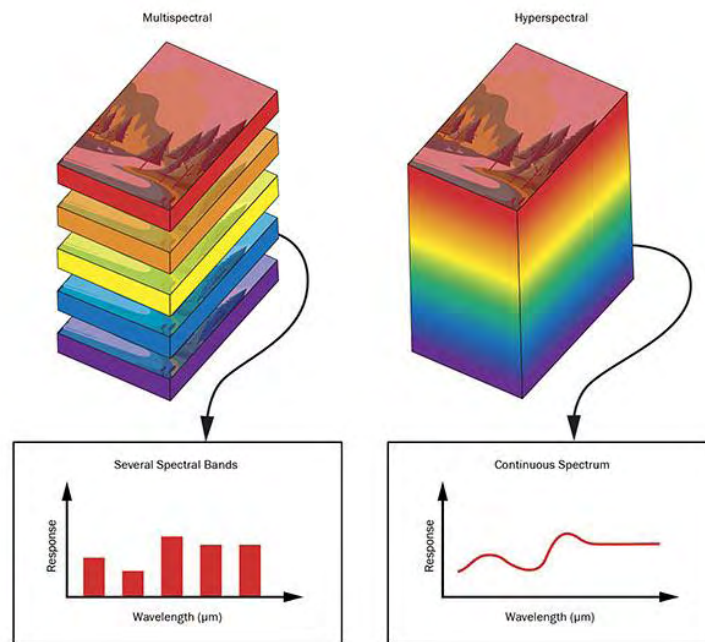 Multispectral
Hyperspectral
Several Spectral Bands
Response
Wavelength (μm)
Continuous Spectrum
Response
Wavelength (μm)